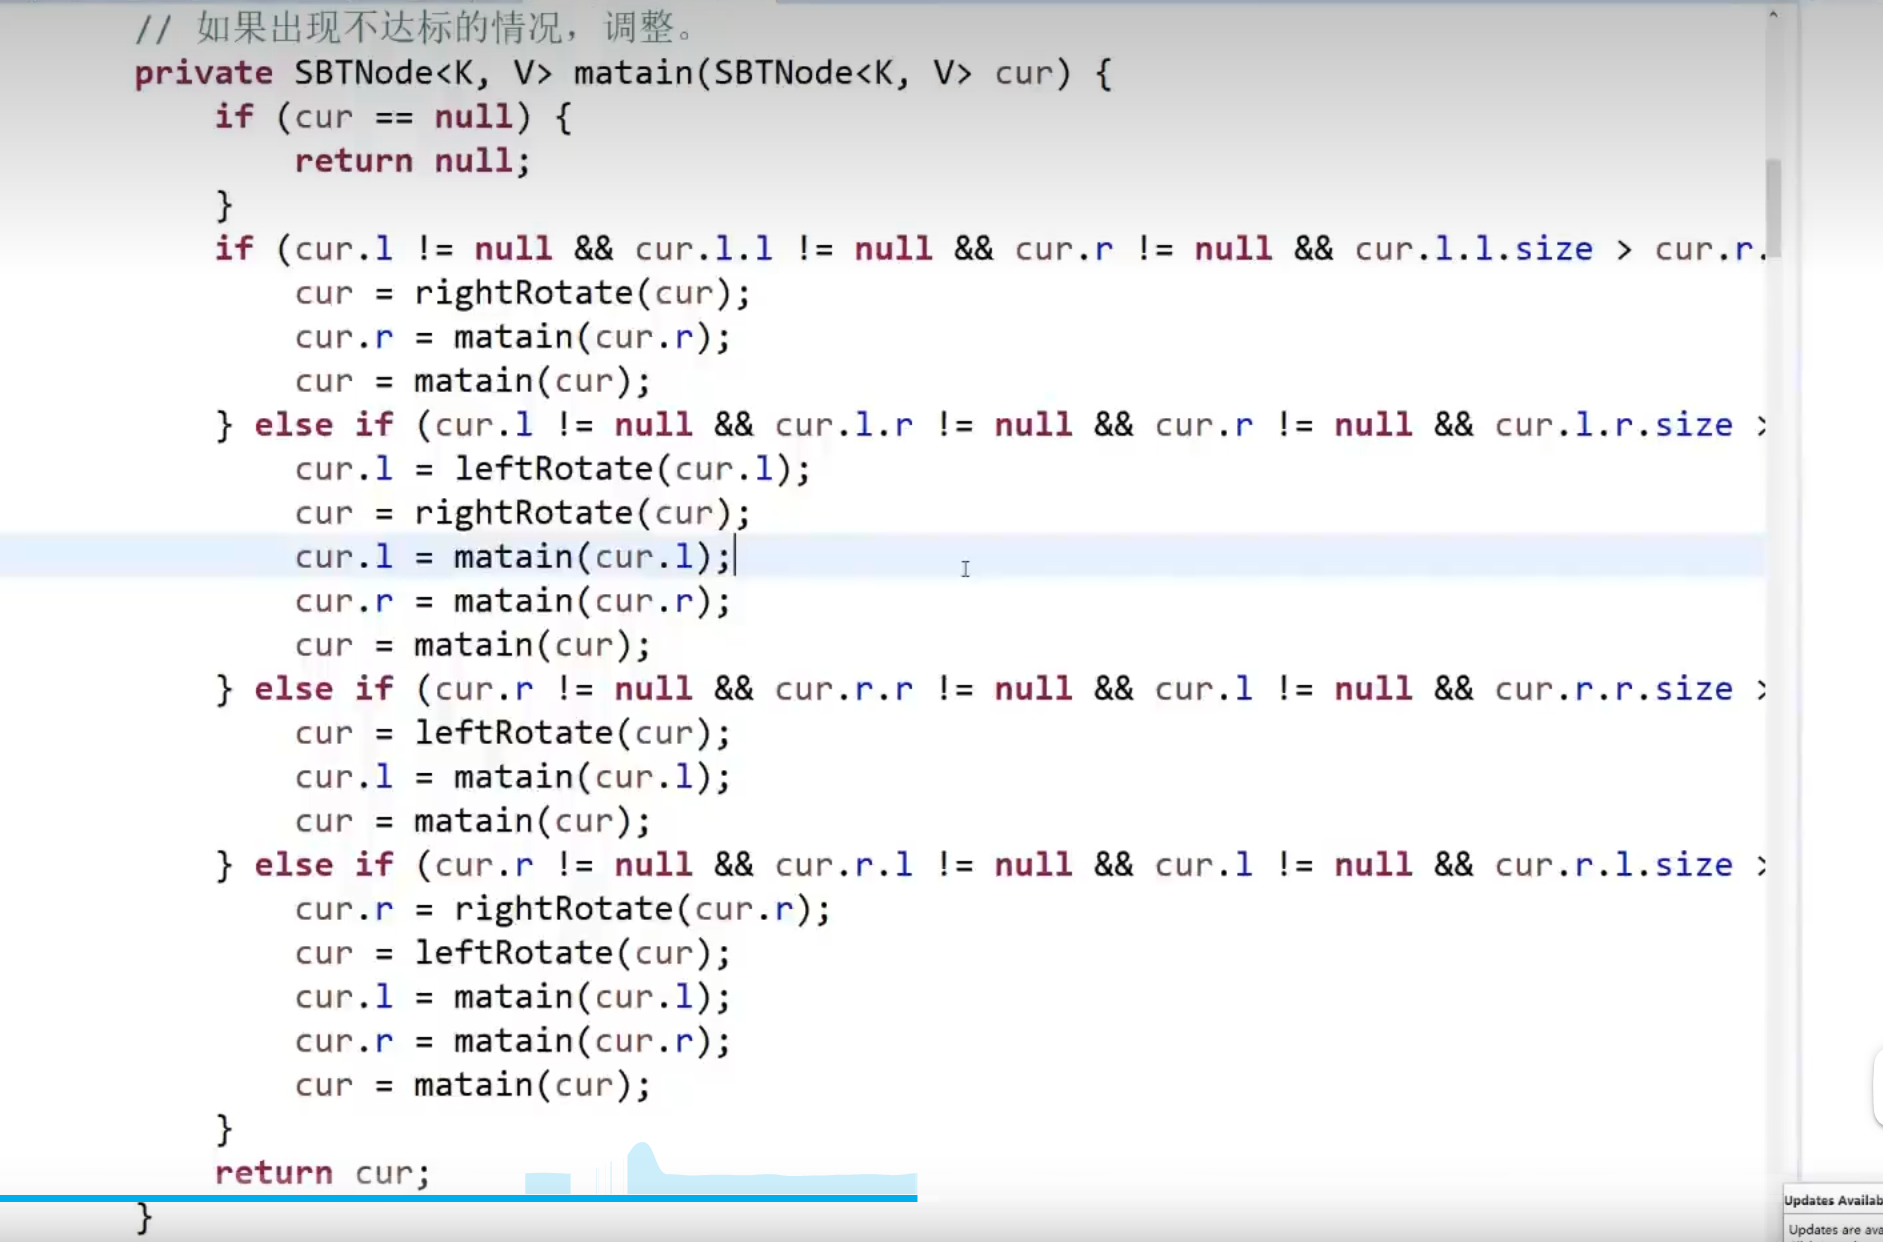 // 如果出现不达标的情况，调整。
private SBTNode<K, V> matain(SBTNode<K, V> cur) {
if (cur == null) {
return null;
}
if (cur.l != null && cur.l.l != null && cur.r != null && cur.l.l.size > cur.r.
cur = rightRotate(cur);
cur.r = matain(cur.r);
cur = matain(cur);
} else if (cur.l != null && cur.l.r != null && cur.r != null && cur.l.r.size >
cur.l = leftRotate(cur.l);
cur = rightRotate(cur);
cur.l = matain(cur.l);
cur.r = matain(cur.r);
cur = matain(cur);
} else if (cur.r != null && cur.r.r != null && cur.l != null && cur.r.r.size >
cur = leftRotate(cur);
cur.l = matain(cur.l);
cur = matain(cur);
} else if (cur.r != null && cur.r.l != null && cur.l != null && cur.r.l.size >
cur.r = rightRotate(cur.r);
cur = leftRotate(cur);
cur.l = matain(cur.l);
cur.r = matain(cur.r);
cur = matain(cur);
}
return cur;
}
Updates Availab
Updates are ava